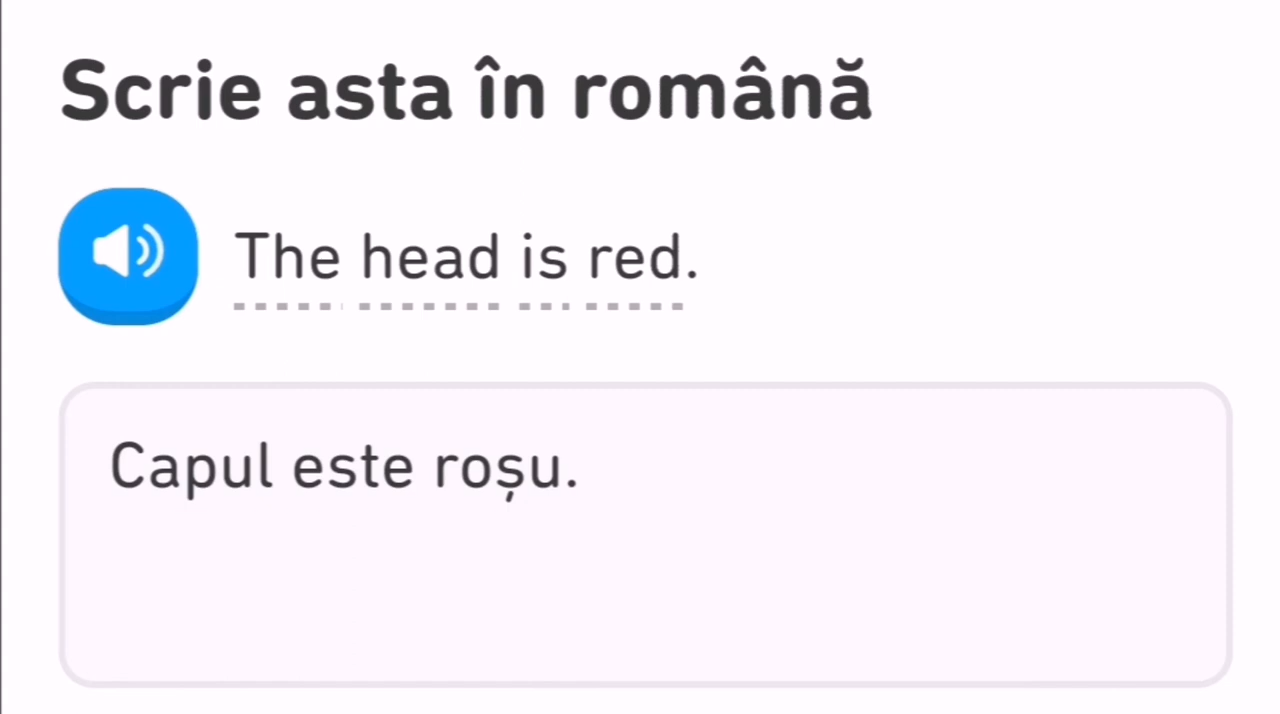 Scrie asta în română
The head is red.
Capul este roșu.